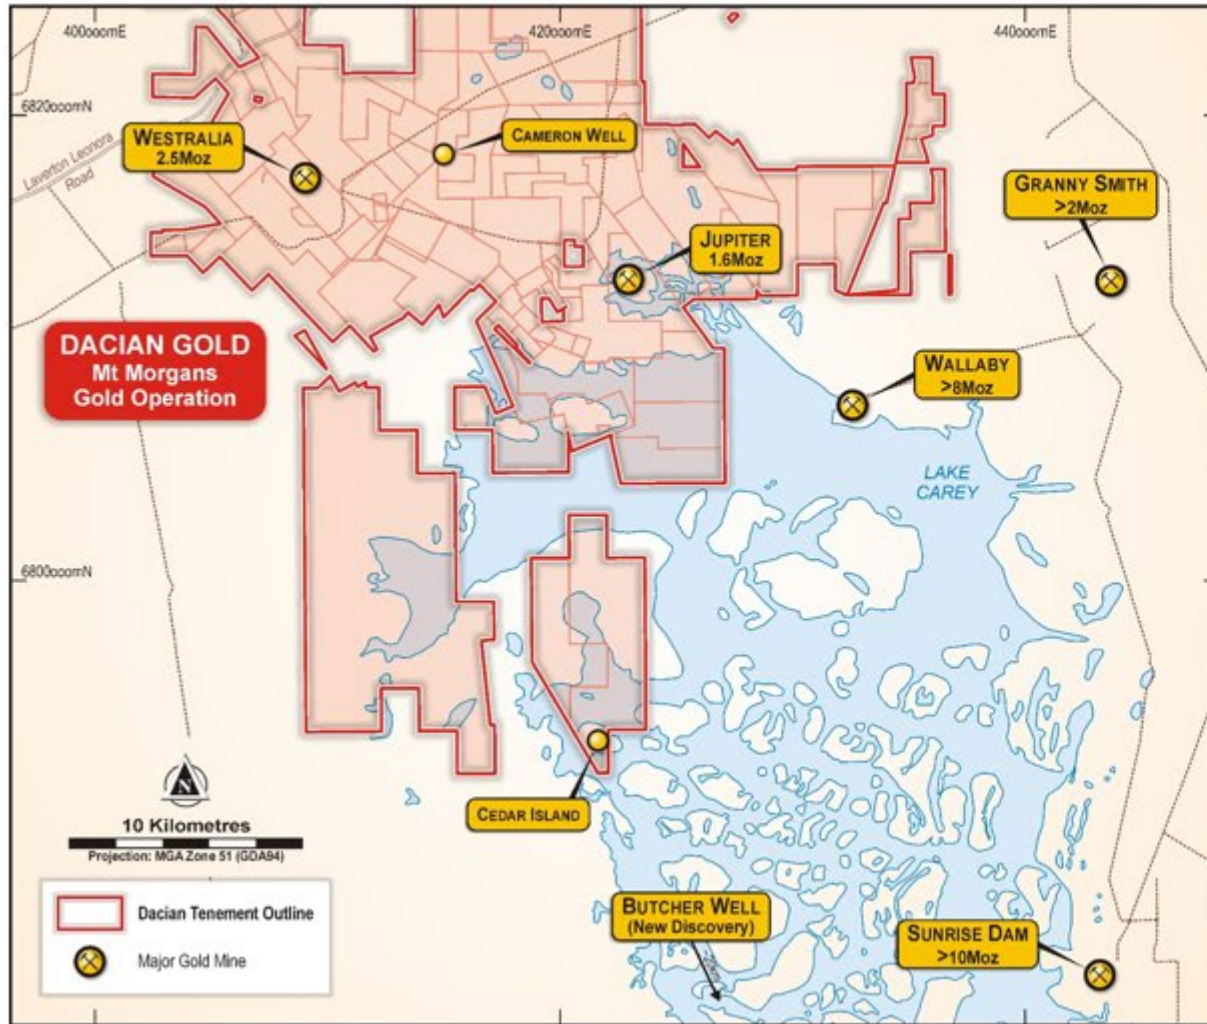 400000mE
420000mE
440000mE
6820000mN
WESTRALIA
2.5Moz
CAMERON WELL
Laverton Leonora
Road
GRANNY SMITH
>2Moz
JUPITER
1.6Moz
DACIAN GOLD
Mt Morgans
Gold Operation
WALLABY
>8Moz
LAKE
CAREY
6800000mN
N
CEDAR ISLAND
10 Kilometres
Projection: MGA Zone 51 (GDA94)
Dacian Tenement Outline
Major Gold Mine
BUTCHER WELL
(New Discovery)
~20km
SUNRISE DAM
>10Moz